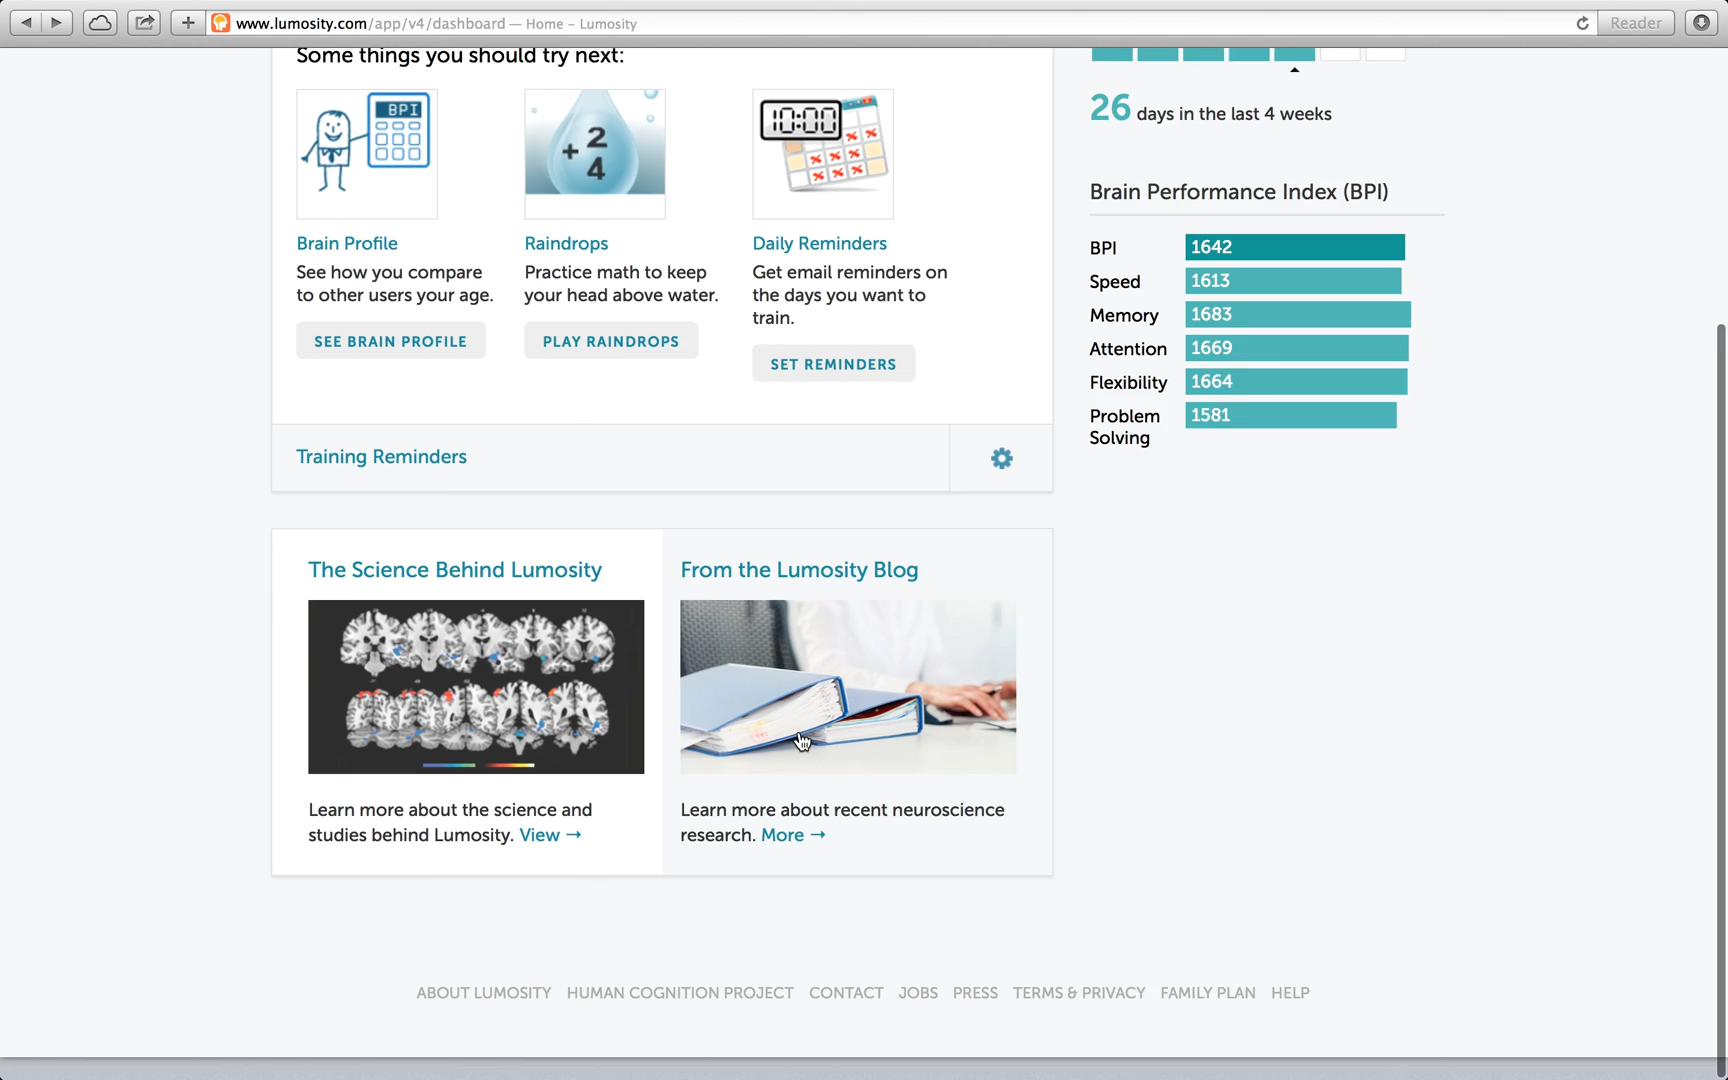 www.lumosity.com/app/v4/dashboard — Home – Lumosity
Reader
Some things you should try next:
BPI
+ 2
4
10:00
Brain Profile
See how you compare
to other users your age.
SEE BRAIN PROFILE
Raindrops
Practice math to keep
your head above water.
PLAY RAINDROPS
Daily Reminders
Get email reminders on
the days you want to
train.
SET REMINDERS
Training Reminders
26 days in the last 4 weeks
Brain Performance Index (BPI)
BPI 1642
Speed 1613
Memory 1683
Attention 1669
Flexibility 1664
Problem 1581
Solving
The Science Behind Lumosity
Learn more about the science and
studies behind Lumosity. View →
From the Lumosity Blog
Learn more about recent neuroscience
research. More →
ABOUT LUMOSITY HUMAN COGNITION PROJECT CONTACT JOBS PRESS TERMS & PRIVACY FAMILY PLAN HELP